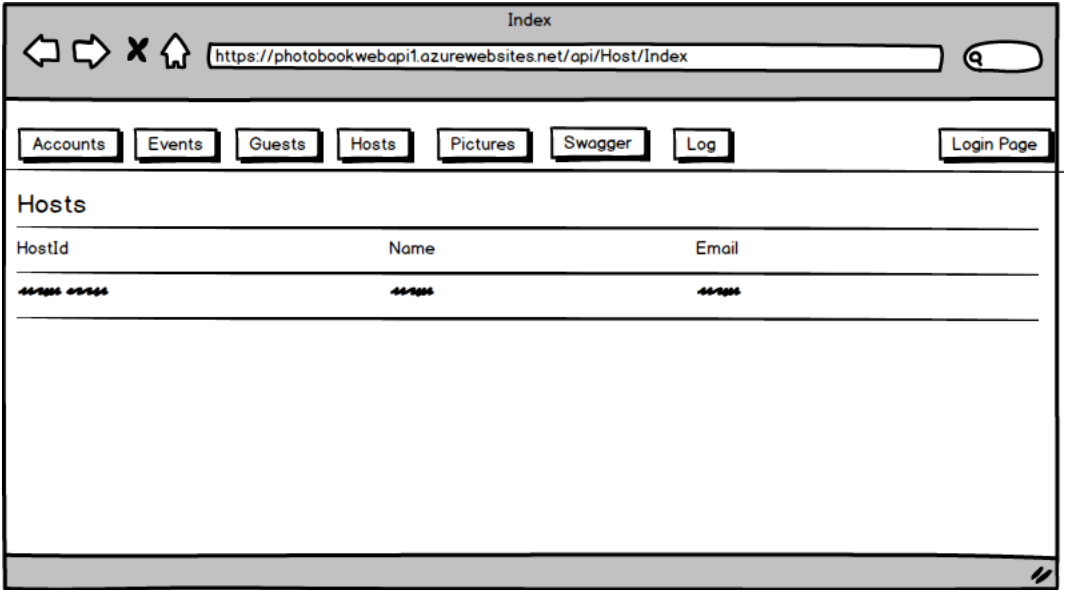 Index
https://photobookwebapi1.azurewebsites.net/api/Host/Index
Accounts Events Guests Hosts Pictures Swagger Log Login Page
Hosts
HostId Name Email